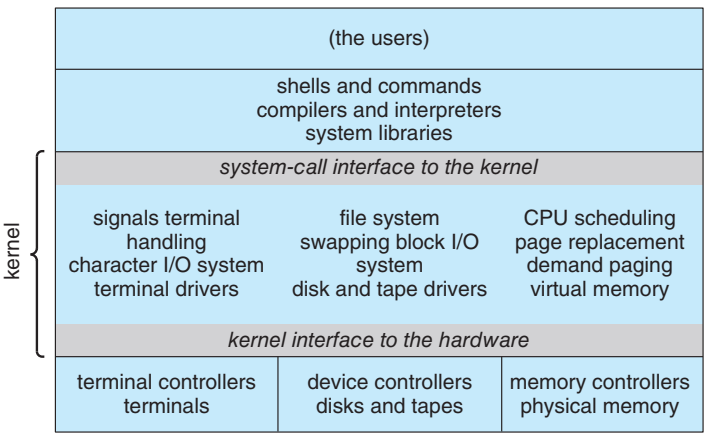 (the users)
shells and commands
compilers and interpreters
system libraries
system-call interface to the kernel
kernel
signals terminal
handling
character I/O system
terminal drivers
file system
swapping block I/O
system
disk and tape drivers
CPU scheduling
page replacement
demand paging
virtual memory
kernel interface to the hardware
terminal controllers
terminals
device controllers
disks and tapes
memory controllers
physical memory